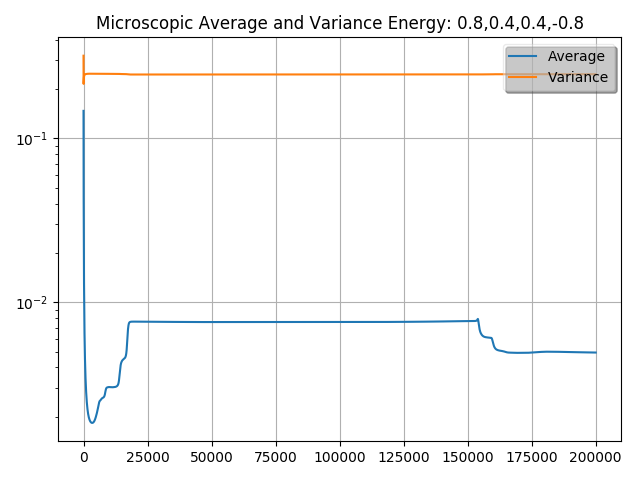 Microscopic Average and Variance Energy: 0.8,0.4,0.4,-0.8
Average
Variance
10⁻¹
10⁻²
0 25000 50000 75000 100000 125000 150000 175000 200000